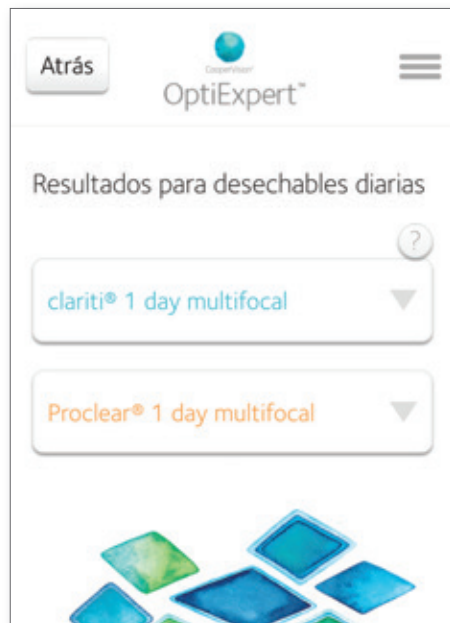 Atrás
CooperVision®
OptiExpert™
Resultados para desechables diarias
?
clariti® 1 day multifocal
Proclear® 1 day multifocal